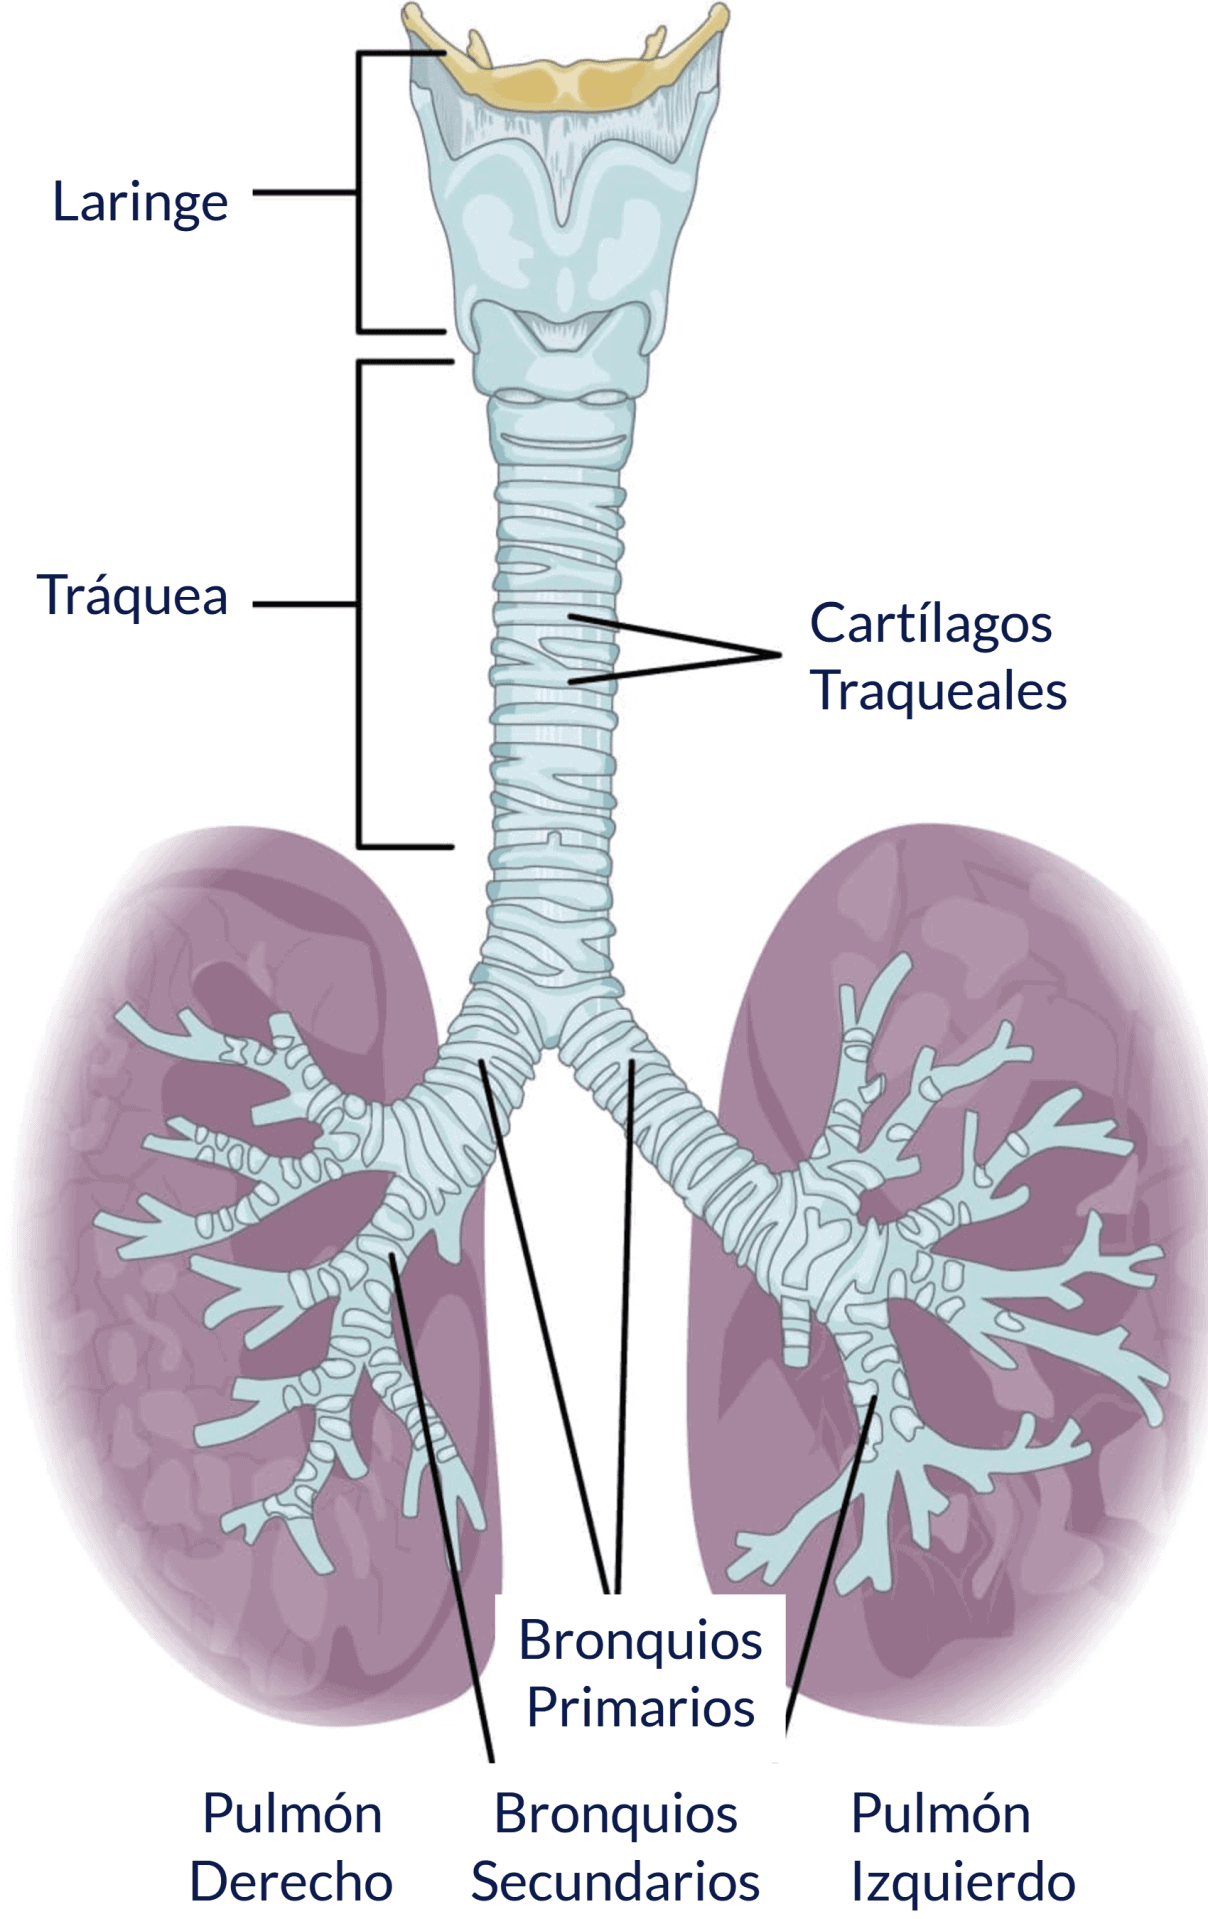 Laringe
Tráquea
Cartílagos
Traqueales
Bronquios
Primarios
Pulmón
Derecho
Bronquios
Secundarios
Pulmón
Izquierdo